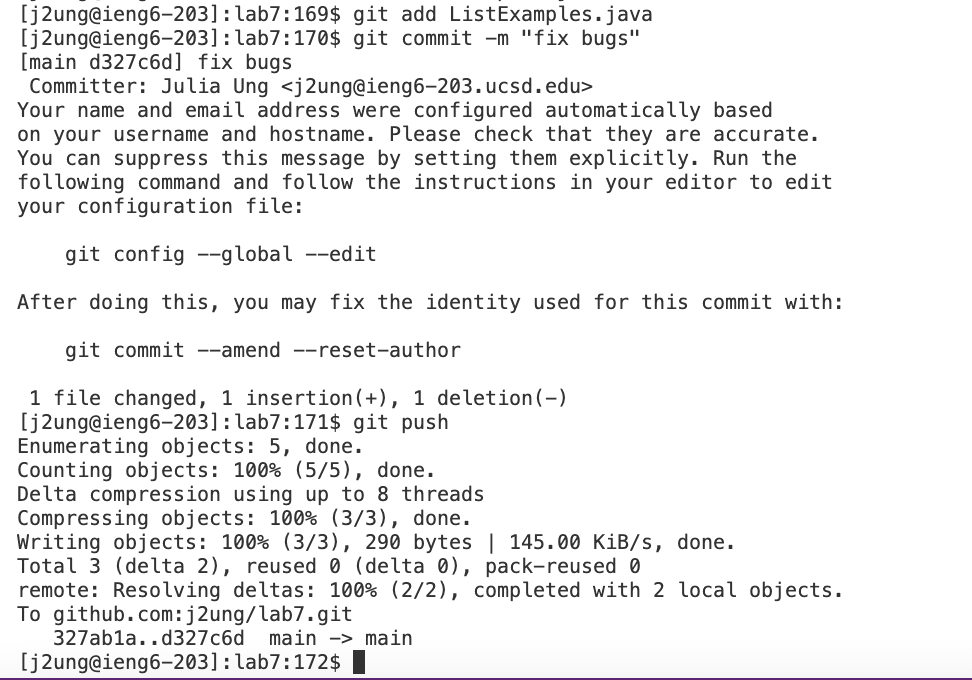 [j2ung@ieng6-203]:lab7:169$ git add ListExamples.java
[j2ung@ieng6-203]:lab7:170$ git commit -m "fix bugs"
[main d327c6d] fix bugs
 Committer: Julia Ung <j2ung@ieng6-203.ucsd.edu>
Your name and email address were configured automatically based
on your username and hostname. Please check that they are accurate.
You can suppress this message by setting them explicitly. Run the
following command and follow the instructions in your editor to edit
your configuration file:

    git config --global --edit

After doing this, you may fix the identity used for this commit with:

    git commit --amend --reset-author

 1 file changed, 1 insertion(+), 1 deletion(-)
[j2ung@ieng6-203]:lab7:171$ git push
Enumerating objects: 5, done.
Counting objects: 100% (5/5), done.
Delta compression using up to 8 threads
Compressing objects: 100% (3/3), done.
Writing objects: 100% (3/3), 290 bytes | 145.00 KiB/s, done.
Total 3 (delta 2), reused 0 (delta 0), pack-reused 0
remote: Resolving deltas: 100% (2/2), completed with 2 local objects.
To github.com:j2ung/lab7.git
   327ab1a..d327c6d  main -> main
[j2ung@ieng6-203]:lab7:172$